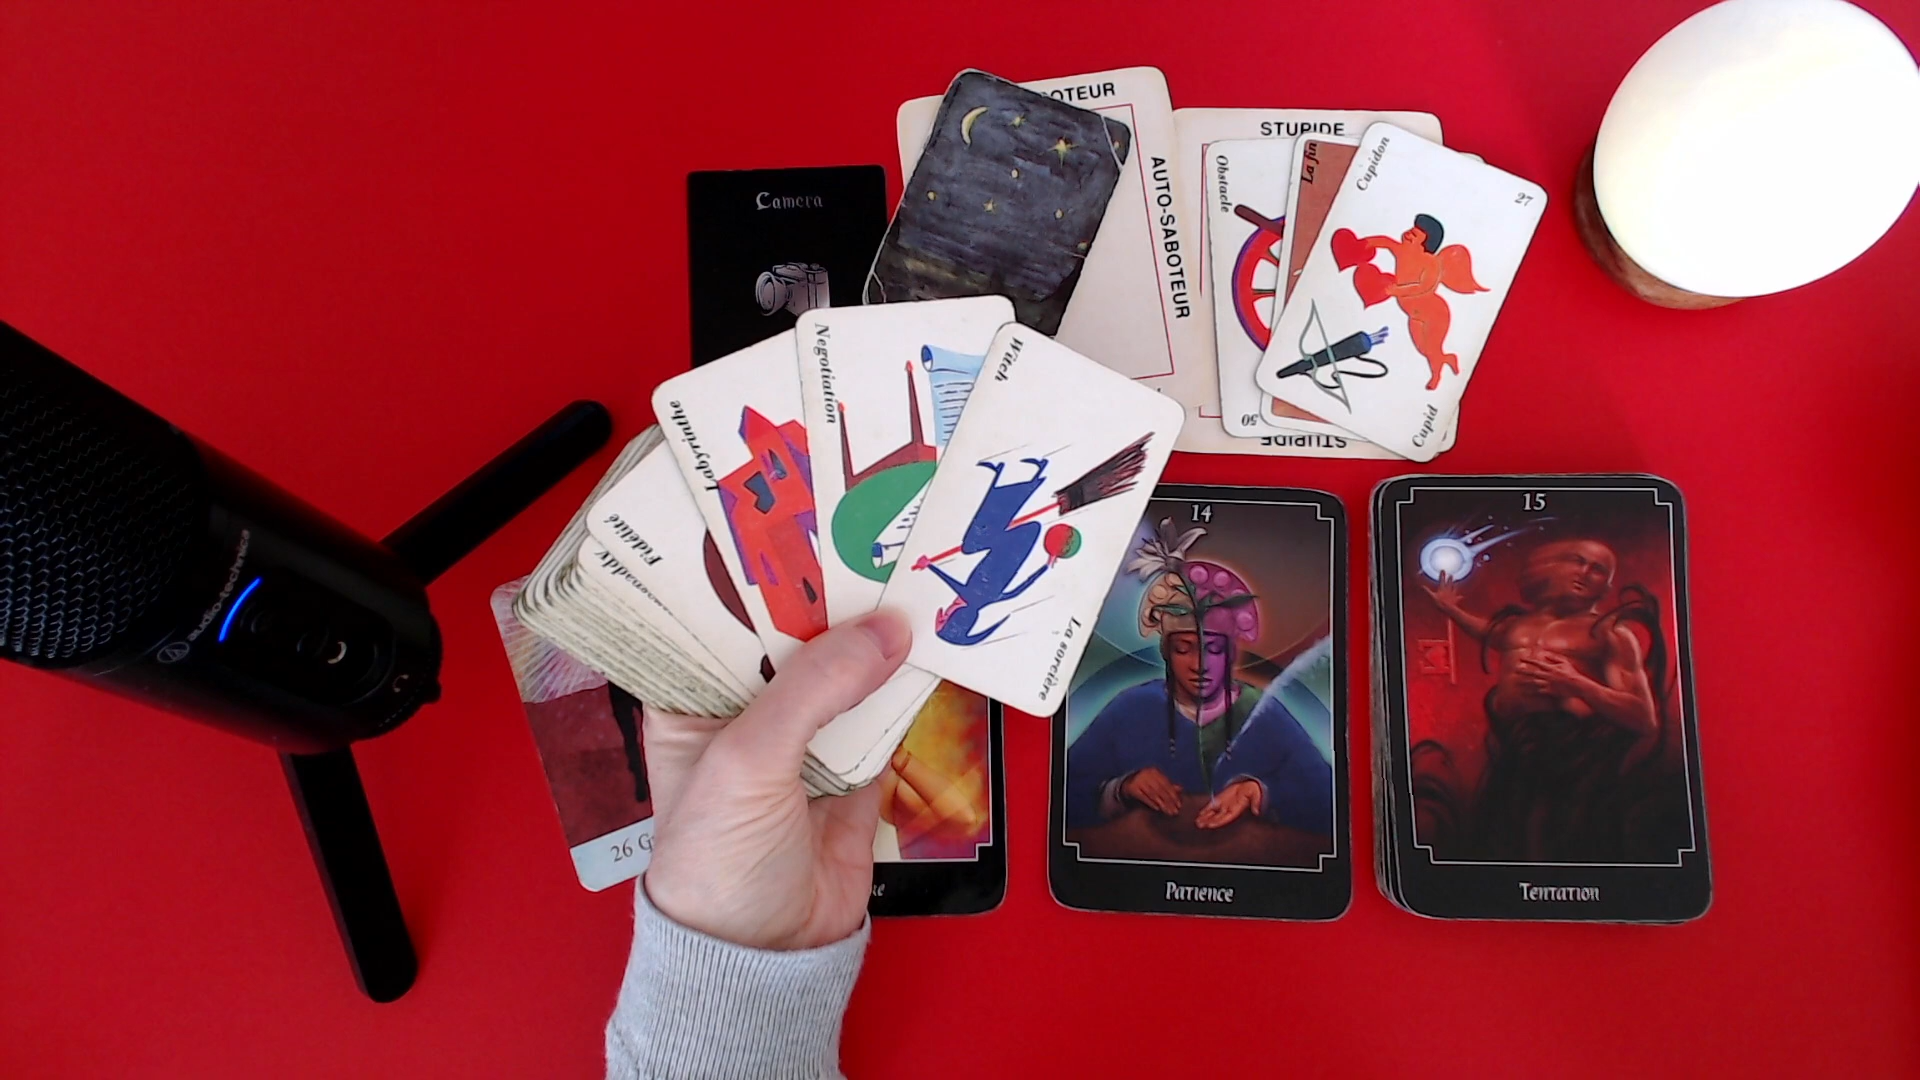 OTEUR
AUTO-SABOTEUR
STUPIDE
Camera
Obstacle
La fin
Cupidon
27
Cupid
50
STUPIDE
Negotiation
Witch
Labyrinthe
Fidélité
La sorcière
audio-technica
14
Patience
15
Tentation
26 G